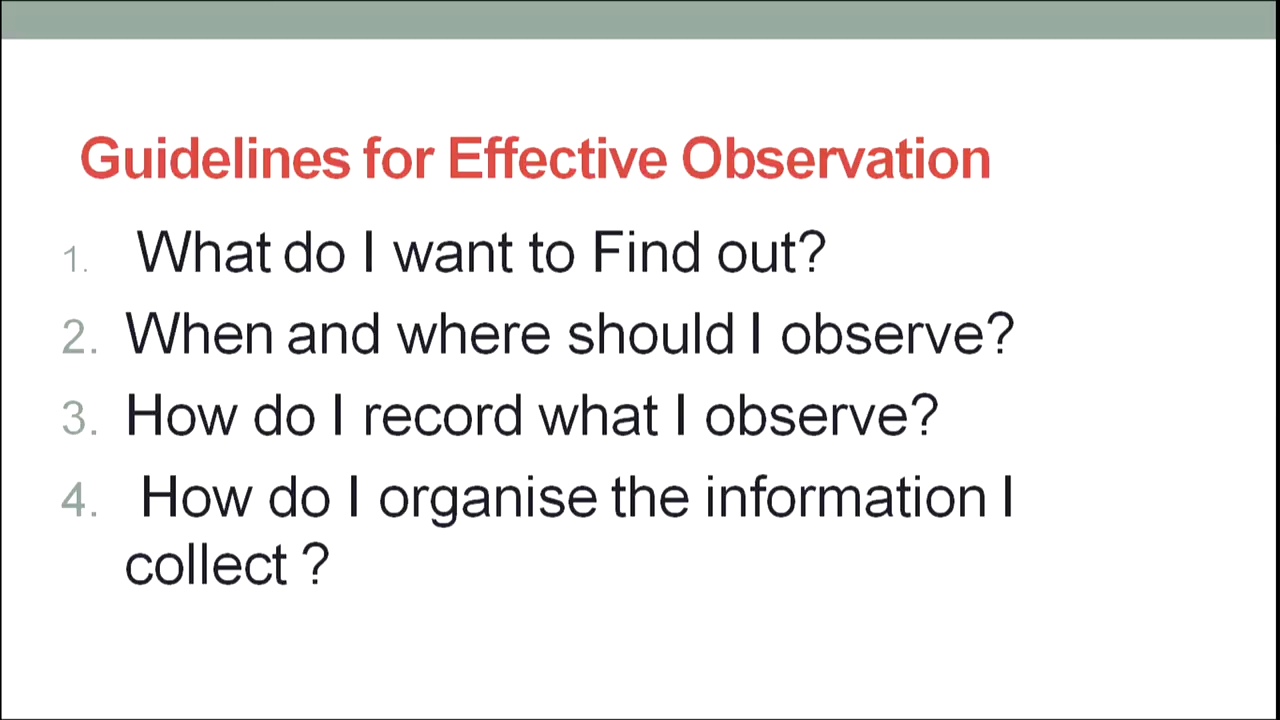 Guidelines for Effective Observation
1. What do I want to Find out?
2. When and where should I observe?
3. How do I record what I observe?
4. How do I organise the information I
collect ?